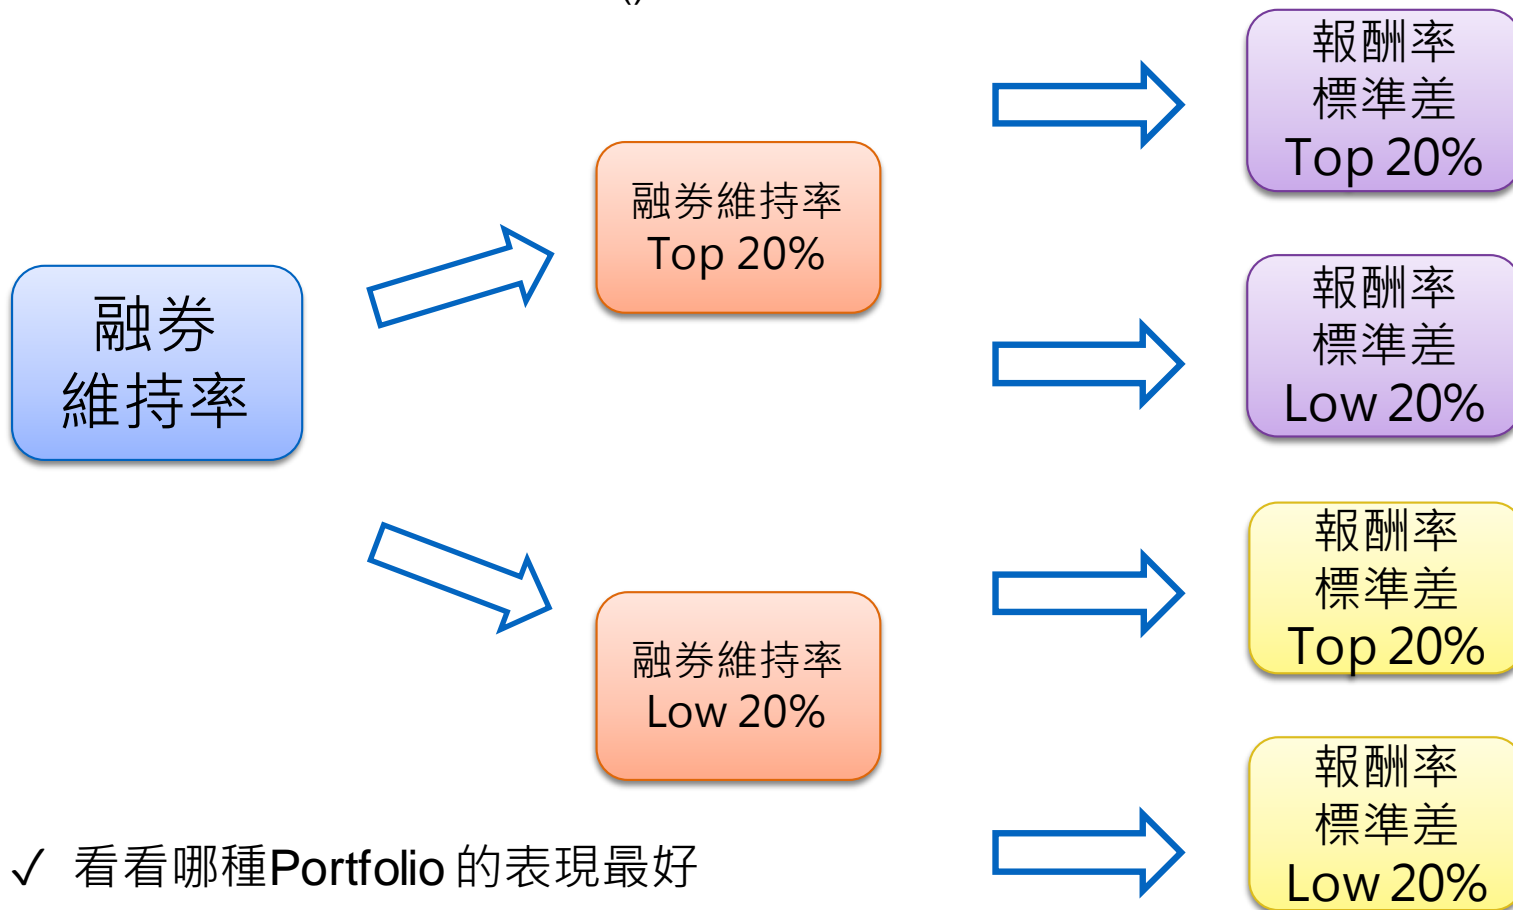 ()
融券
維持率
融券維持率
Top 20%
融券維持率
Low 20%
報酬率
標準差
Top 20%
報酬率
標準差
Low 20%
報酬率
標準差
Top 20%
報酬率
標準差
Low 20%
✓ 看看哪種Portfolio 的表現最好